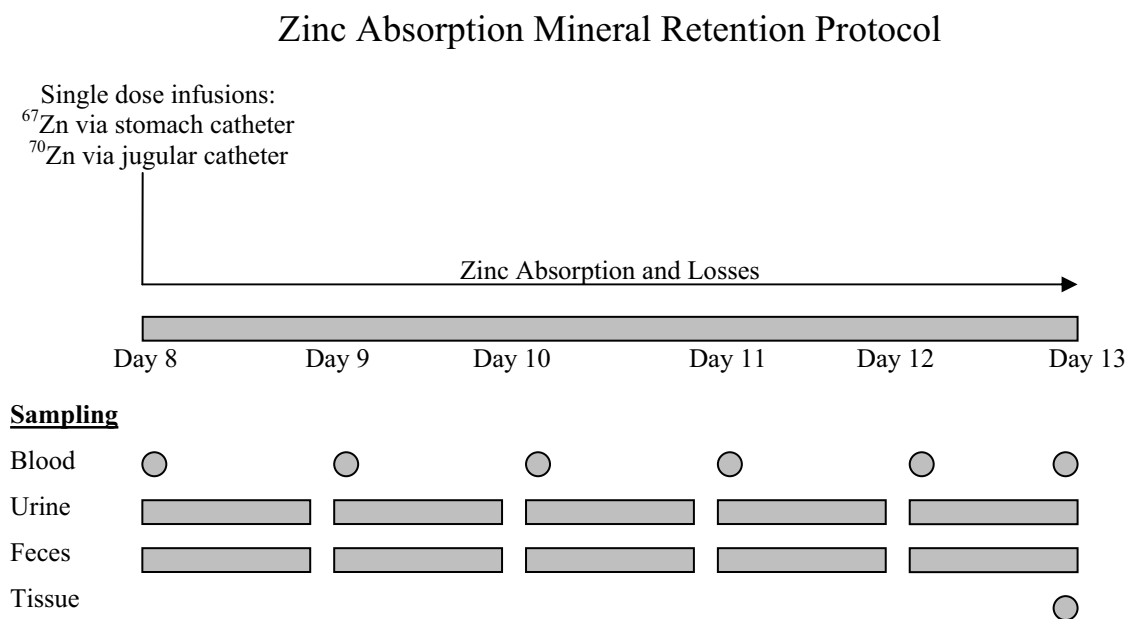 Zinc Absorption Mineral Retention Protocol
Single dose infusions:
⁶⁷Zn via stomach catheter
⁷⁰Zn via jugular catheter
Zinc Absorption and Losses
Day 8 Day 9 Day 10 Day 11 Day 12 Day 13
Sampling
Blood
Urine
Feces
Tissue